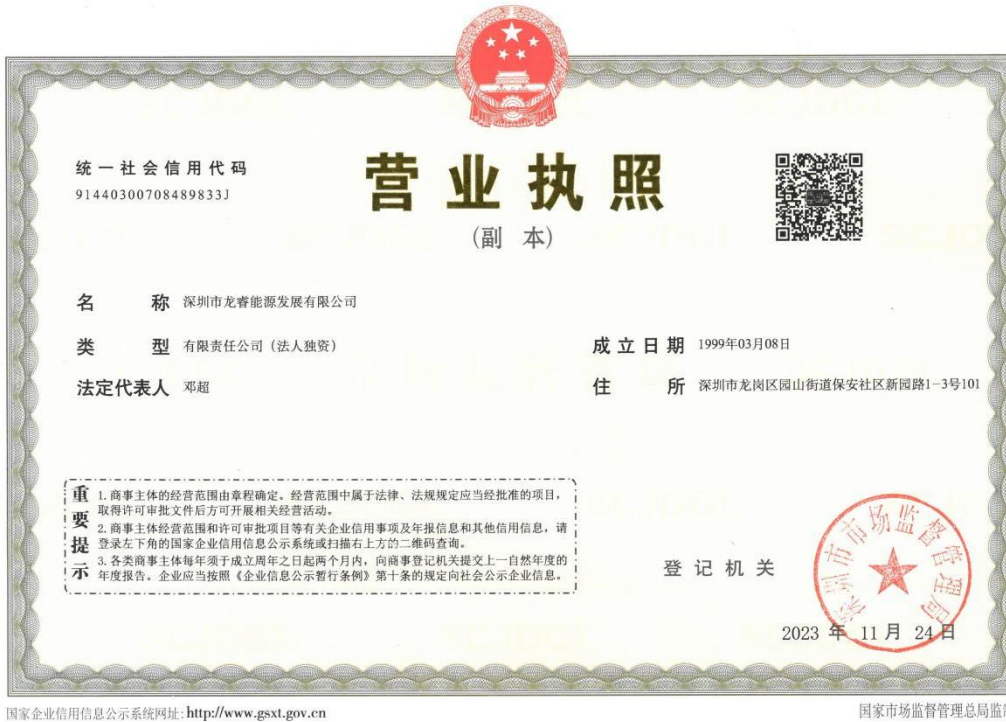 统一社会信用代码
91440300708489833J
营业执照
(副 本)
名 称 深圳市龙睿能源发展有限公司
类 型 有限责任公司（法人独资）
法定代表人 邓超
成立日期 1999年03月08日
住 所 深圳市龙岗区园山街道保安社区新园路1-3号101
重要提示
1. 商事主体的经营范围由章程确定。经营范围中属于法律、法规规定应当经批准的项目，
取得许可审批文件后方可开展相关经营活动。
2. 商事主体经营范围和许可审批项目等有关企业信用事项及年报信息和其他信用信息，请
登录左下角的国家企业信用信息公示系统或扫描右上方的二维码查询。
3. 各类商事主体每年须于成立周年之日起两个月内，向商事登记机关提交上一自然年度的
年度报告。企业应当按照《企业信息公示暂行条例》第十条的规定向社会公示企业信息。
登记机关
深圳市市场监督管理局
2023 年 11 月 24 日
国家企业信用信息公示系统网址: http://www.gsxt.gov.cn
国家市场监督管理总局监